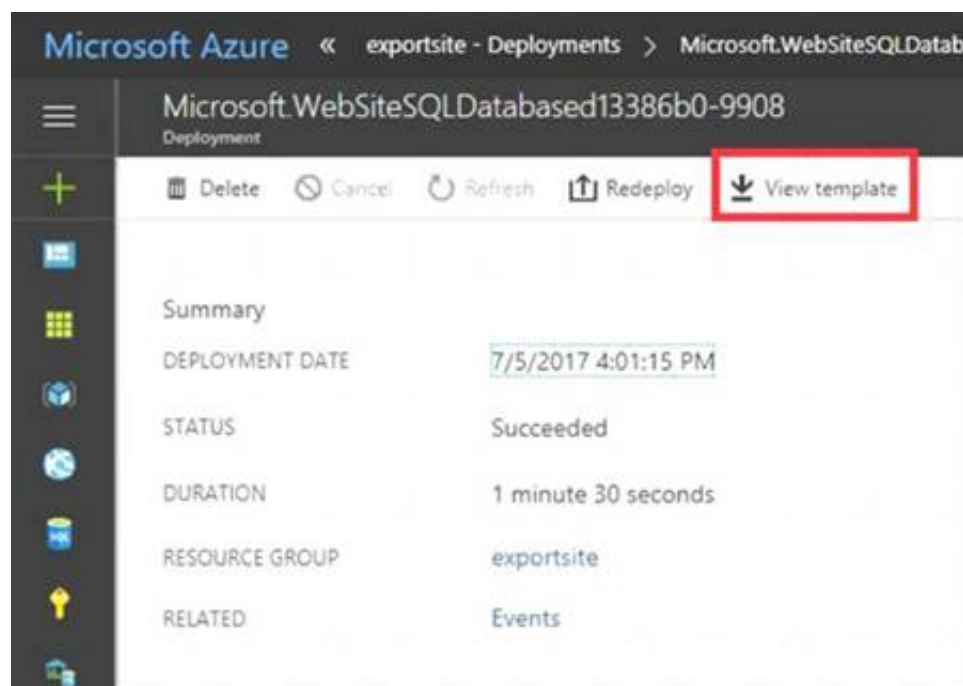 Microsoft Azure « exportsite - Deployments > Microsoft.WebSiteSQLDatab
Microsoft.WebSiteSQLDatabased13386b0-9908
Deployment
Delete Cancel Refresh Redeploy View template
Summary
DEPLOYMENT DATE 7/5/2017 4:01:15 PM
STATUS Succeeded
DURATION 1 minute 30 seconds
RESOURCE GROUP exportsite
RELATED Events